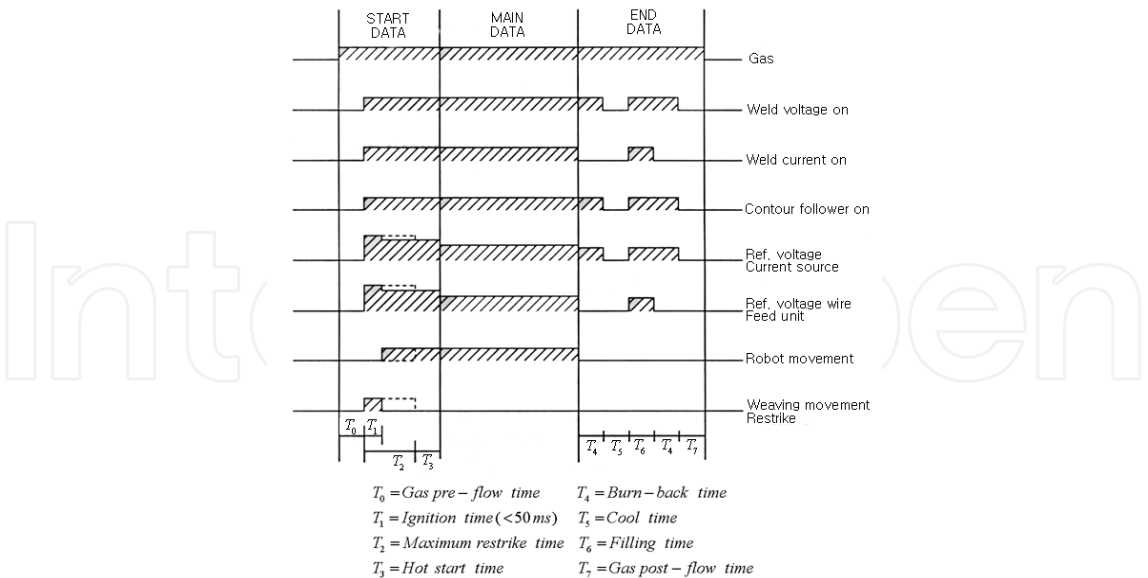 START
DATA
MAIN
DATA
END
DATA
Gas
Weld voltage on
Weld current on
Contour follower on
Ref, voltage
Current source
Ref, voltage wire
Feed unit
Robot movement
Weaving movement
Restrike
T₀ T₁ T₄ T₅ T₆ T₄ T₇
T₂ T₃
T₀ = Gas pre – flow time
T₁ = Ignition time (<50 ms)
T₂ = Maximum restrike time
T₃ = Hot start time
T₄ = Burn – back time
T₅ = Cool time
T₆ = Filling time
T₇ = Gas post – flow time